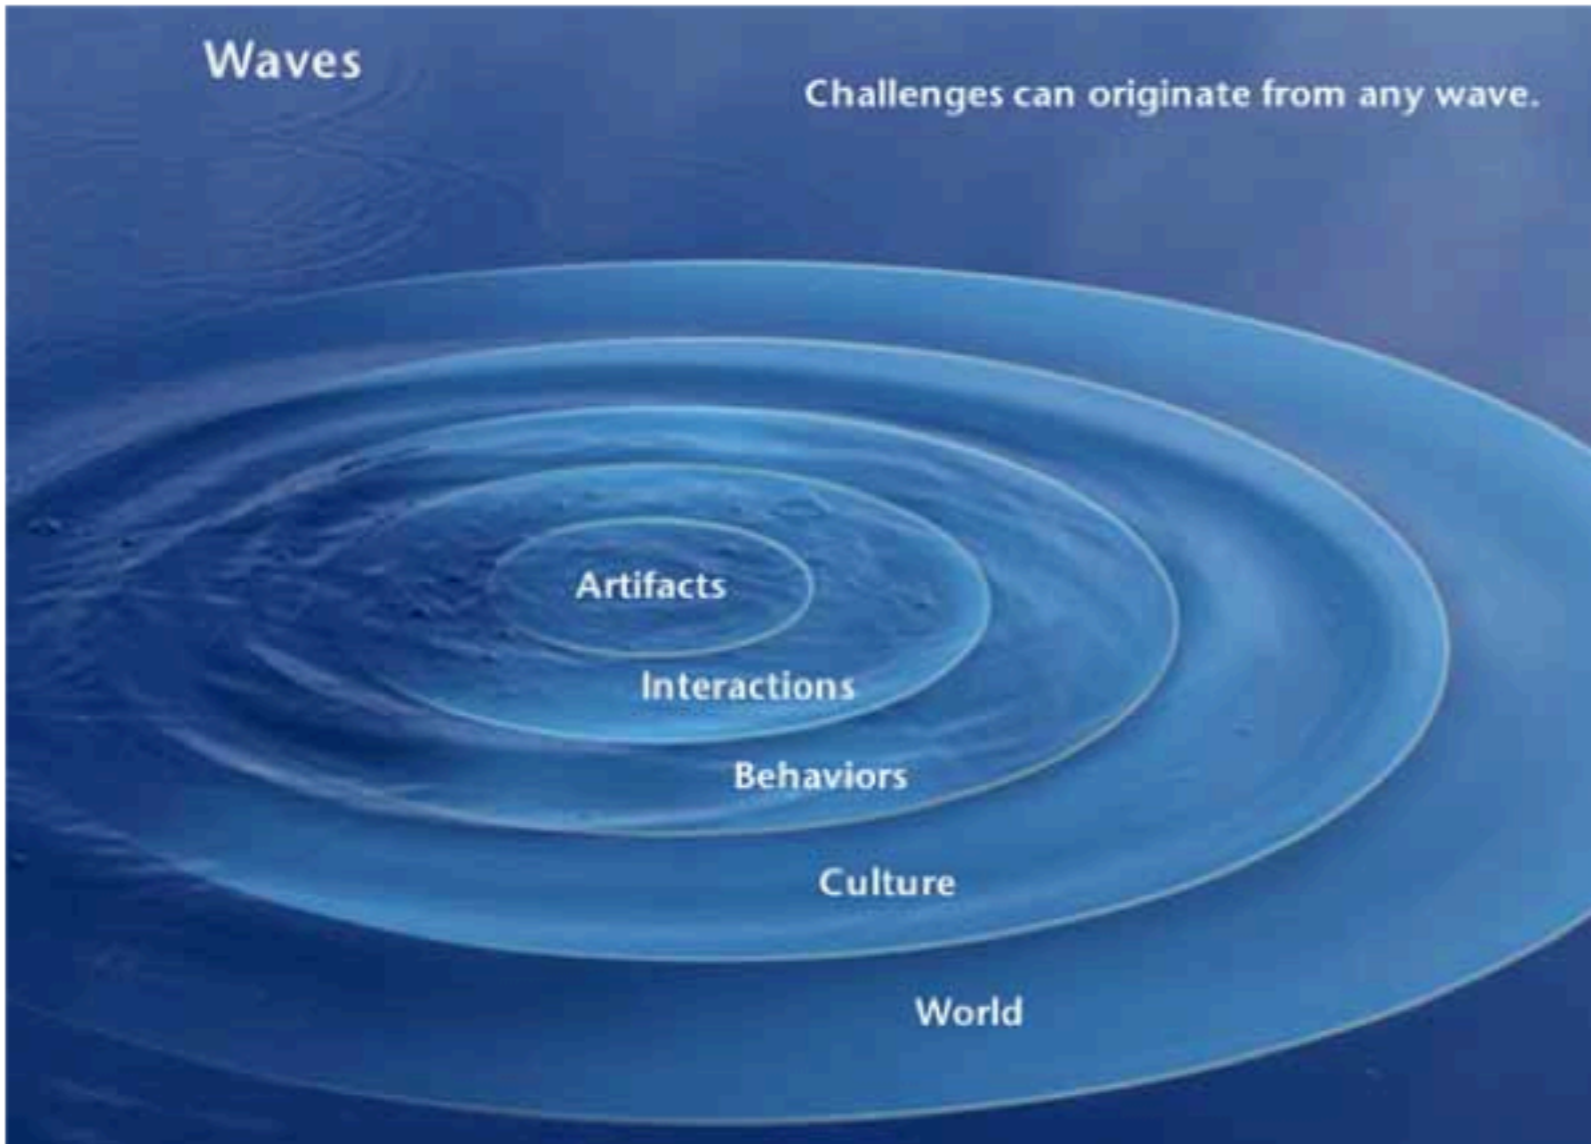 Waves
Challenges can originate from any wave.
Artifacts
Interactions
Behaviors
Culture
World